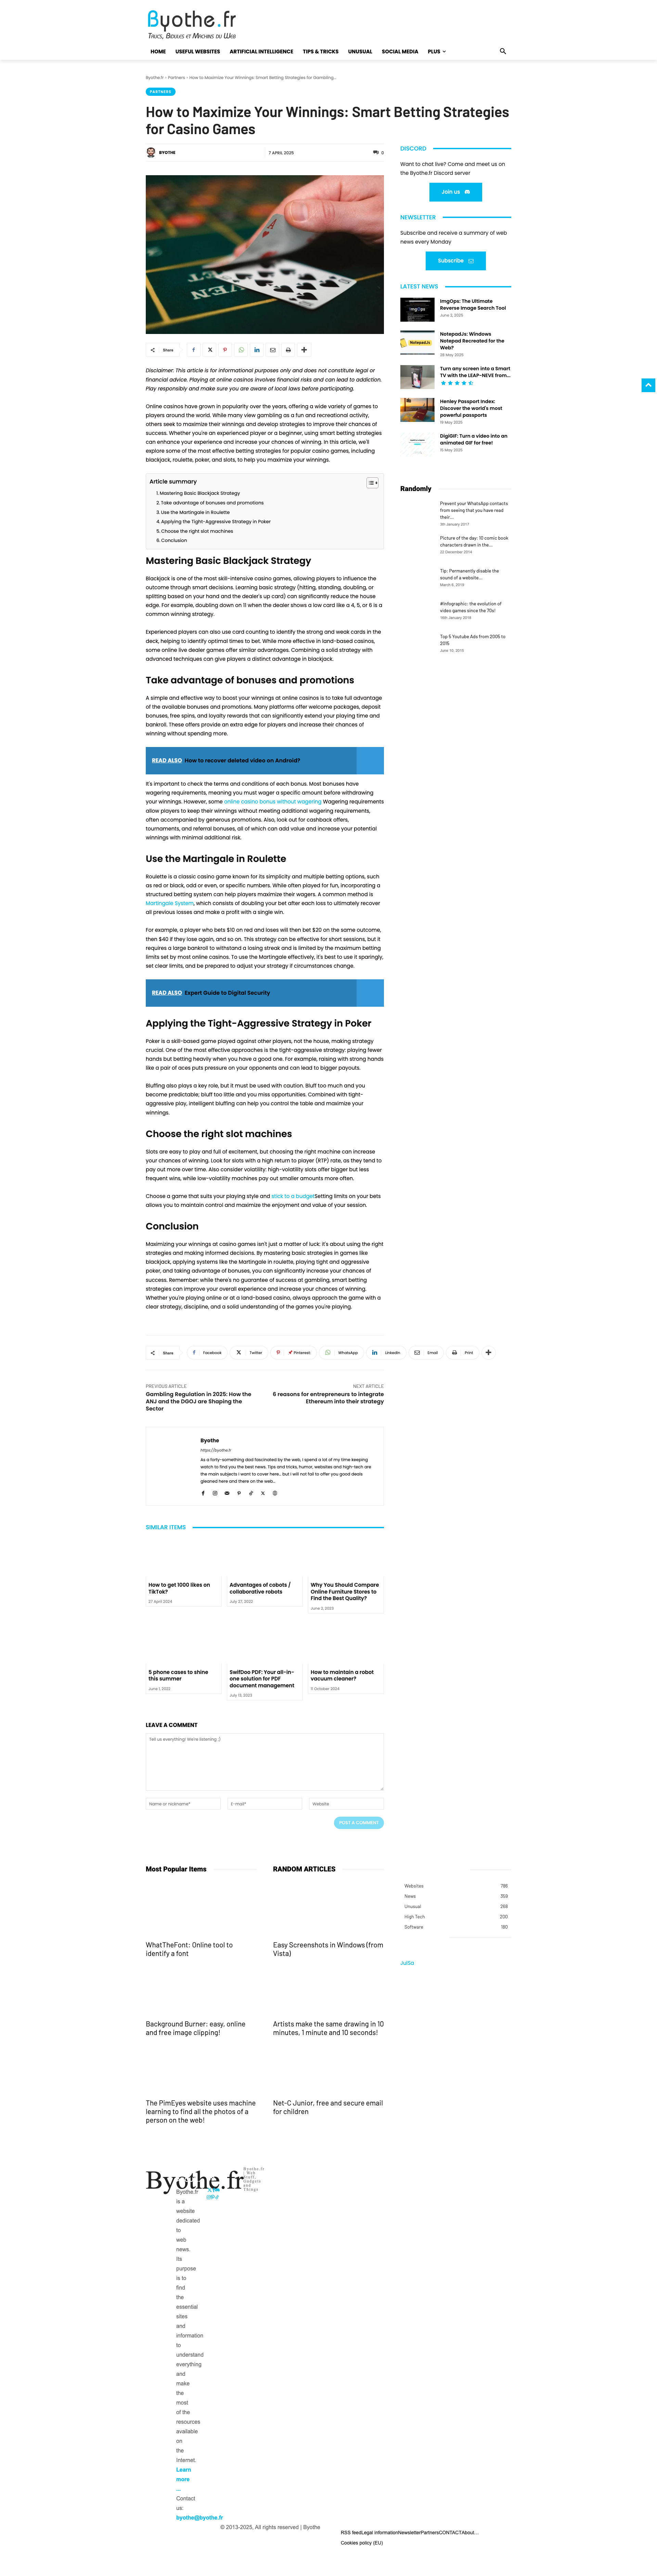 Byothe.fr
Trucs, Bidules et Machins du Web
HOME USEFUL WEBSITES ARTIFICIAL INTELLIGENCE TIPS & TRICKS UNUSUAL SOCIAL MEDIA PLUS
Byothe.fr › Partners › How to Maximize Your Winnings: Smart Betting Strategies for Gambling...
PARTNERS
How to Maximize Your Winnings: Smart Betting Strategies
for Casino Games
BYOTHE 7 APRIL 2025 0
Share
Disclaimer: This article is for informational purposes only and does not constitute legal or
financial advice. Playing at online casinos involves financial risks and can lead to addiction.
Play responsibly and make sure you are aware of all risks before participating.
Online casinos have grown in popularity over the years, offering a wide variety of games to
players around the world. While many view gambling as a fun and recreational activity,
others seek to maximize their winnings and develop strategies to improve their chances of
success. Whether you're an experienced player or a beginner, using smart betting strategies
can enhance your experience and increase your chances of winning. In this article, we'll
explore some of the most effective betting strategies for popular casino games, including
blackjack, roulette, poker, and slots, to help you maximize your winnings.
Article summary
1. Mastering Basic Blackjack Strategy
2. Take advantage of bonuses and promotions
3. Use the Martingale in Roulette
4. Applying the Tight-Aggressive Strategy in Poker
5. Choose the right slot machines
6. Conclusion
Mastering Basic Blackjack Strategy
Blackjack is one of the most skill-intensive casino games, allowing players to influence the
outcome through smart decisions. Learning basic strategy (hitting, standing, doubling, or
splitting based on your hand and the dealer's up card) can significantly reduce the house
edge. For example, doubling down on 11 when the dealer shows a low card like a 4, 5, or 6 is a
common winning strategy.
Experienced players can also use card counting to identify the strong and weak cards in the
deck, helping to identify optimal times to bet. While more challenging in an online casino,
some online live dealer games offer similar advantages. Combining a solid strategy with
advanced techniques can give players a distinct advantage in blackjack.
Take advantage of bonuses and promotions
A simple and effective way to boost your winnings at online casinos is to take full advantage
of the available bonuses and promotions. Many platforms offer welcome packages, deposit
bonuses, free spins, and loyalty rewards that can significantly extend your playing time and
bankroll. These offers provide an extra edge for players and increase their chances of
winning without spending more.
READ ALSO How to recover deleted video on Android?
It's important to check the terms and conditions of each bonus. Most bonuses have
wagering requirements, meaning you must wager a specific amount before withdrawing
your winnings. However, some online casino bonus without wagering Wagering requirements
allow players to keep their winnings without meeting additional wagering requirements,
often accompanied by generous promotions. Also, look out for cashback offers,
tournaments, and referral bonuses, all of which can add value and increase your potential
winnings with minimal additional risk.
Use the Martingale in Roulette
Roulette is a classic casino game known for its simplicity and multiple betting options, such
as red or black, odd or even, or specific numbers. While often played for fun, incorporating a
structured betting system can help players maximize their wagers. A common method is
Martingale System, which consists of doubling your bet after each loss to ultimately recover
all previous losses and make a profit with a single win.
For example, a player who bets $10 on red and loses will then bet $20 on the same outcome,
then $40 if they lose again, and so on. This strategy can be effective for short sessions, but it
requires a large bankroll to withstand a losing streak and is limited by the maximum betting
limits set by most online casinos. To use the Martingale effectively, it's best to use it sparingly,
set clear limits, and be prepared to adjust your strategy if circumstances change.
READ ALSO Expert Guide to Digital Security
Applying the Tight-Aggressive Strategy in Poker
Poker is a skill-based game played against other players, not the house, making strategy
crucial. One of the most effective approaches is the tight-aggressive strategy: playing fewer
hands but betting heavily when you have a good one. For example, raising with strong hands
like a pair of aces puts pressure on your opponents and can lead to bigger payouts.
Bluffing also plays a key role, but it must be used with caution. Bluff too much and you
become predictable; bluff too little and you miss opportunities. Combined with tight-
aggressive play, intelligent bluffing can help you control the table and maximize your
winnings.
Choose the right slot machines
Slots are easy to play and full of excitement, but choosing the right machine can increase
your chances of winning. Look for slots with a high return to player (RTP) rate, as they tend to
pay out more over time. Also consider volatility: high-volatility slots offer bigger but less
frequent wins, while low-volatility machines pay out smaller amounts more often.
Choose a game that suits your playing style and stick to a budgetSetting limits on your bets
allows you to maintain control and maximize the enjoyment and value of your session.
Conclusion
Maximizing your winnings at casino games isn't just a matter of luck: it's about using the right
strategies and making informed decisions. By mastering basic strategies in games like
blackjack, applying systems like the Martingale in roulette, playing tight and aggressive
poker, and taking advantage of bonuses, you can significantly increase your chances of
success. Remember: while there's no guarantee of success at gambling, smart betting
strategies can improve your overall experience and increase your chances of winning.
Whether you're playing online or at a land-based casino, always approach the game with a
clear strategy, discipline, and a solid understanding of the games you're playing.
Share Facebook Twitter Pinterest WhatsApp Linkedin Email Print
PREVIOUS ARTICLE
Gambling Regulation in 2025: How the
ANJ and the DGOJ are Shaping the
Sector
NEXT ARTICLE
6 reasons for entrepreneurs to integrate
Ethereum into their strategy
Byothe
https://byothe.fr
As a forty-something dad fascinated by the web, I spend a lot of my time keeping
watch to find you the best news. Tips and tricks, humor, websites and high-tech are
the main subjects I want to cover here... but I will not fail to offer you good deals
gleaned here and there on the web...
SIMILAR ITEMS
How to get 1000 likes on
TikTok?
27 April 2024
Advantages of cobots /
collaborative robots
July 27, 2022
Why You Should Compare
Online Furniture Stores to
Find the Best Quality?
June 2, 2023
5 phone cases to shine
this summer
June 1, 2022
SwifDoo PDF: Your all-in-
one solution for PDF
document management
July 13, 2023
How to maintain a robot
vacuum cleaner?
11 October 2024
LEAVE A COMMENT
Tell us everything! We're listening ;)
Name or Nickname* E-mail* Website
POST A COMMENT
DISCORD
Want to chat live? Come and meet us on
the Byothe.fr Discord server
Join us
NEWSLETTER
Subscribe and receive a summary of web
news every Monday
Subscribe
LATEST NEWS
ImgOps: The Ultimate
Reverse Image Search Tool
June 2, 2025
NotepadJs: Windows
Notepad Recreated for the
Web?
28 May 2025
Turn any screen into a Smart
TV with the LEAP-NEVE from...
Henley Passport Index:
Discover the world's most
powerful passports
19 May 2025
DigiGIF: Turn a video into an
animated GIF for free!
15 May 2025
Randomly
Prevent your WhatsApp contacts
from seeing that you have read
their...
3th January 2017
Picture of the day: 10 comic book
characters drawn in the...
22 December 2014
Tip: Permanently disable the
sound of a website...
March 6, 2018
#Infographic: the evolution of
video games since the 70s!
16th January 2016
Top 5 Youtube Ads from 2005 to
2015
June 10, 2015
Most Popular Items
WhatTheFont: Online tool to
identify a font
Background Burner: easy, online
and free image clipping!
The PimEyes website uses machine
learning to find all the photos of a
person on the web!
RANDOM ARTICLES
Easy Screenshots in Windows (from
Vista)
Artists make the same drawing in 10
minutes, 1 minute and 10 seconds!
Net-C Junior, free and secure email
for children
Websites 786
News 359
Unusual 268
High Tech 200
Software 180
JulSa
Byothe.fr
Byothe.fr
| Web
Stuff,
Gadgets
and
Things
Byothe.fr
is a
website
dedicated
to
web
news.
Its
purpose
is to
find
the
essential
sites
and
information
to
understand
everything
and
make
the
most
of the
resources
available
on
the
Internet.
Learn
more
...
Contact
us:
byothe@byothe.fr
© 2013-2025, All rights reserved | Byothe
RSS feedLegal informationNewsletterPartnersCONTACTAbout...
Cookies policy (EU)